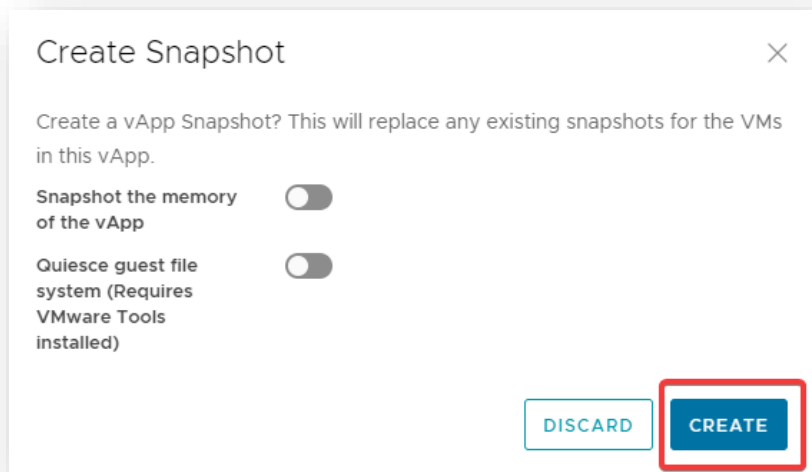 Create Snapshot
Create a vApp Snapshot? This will replace any existing snapshots for the VMs
in this vApp.
Snapshot the memory
of the vApp
Quiesce guest file
system (Requires
VMware Tools
installed)
DISCARD
CREATE